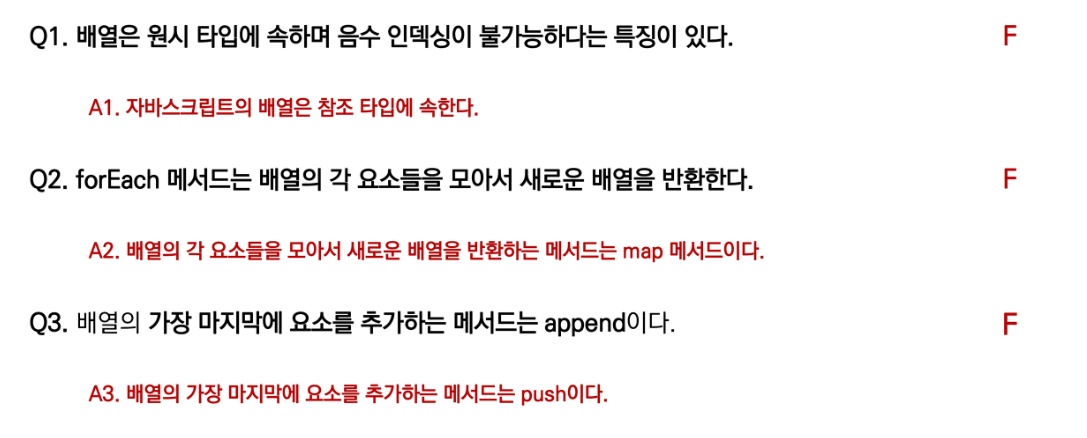 Q1. 배열은 원시 타입에 속하며 음수 인덱싱이 불가능하다는 특징이 있다. F
A1. 자바스크립트의 배열은 참조 타입에 속한다.
Q2. forEach 메서드는 배열의 각 요소들을 모아서 새로운 배열을 반환한다. F
A2. 배열의 각 요소들을 모아서 새로운 배열을 반환하는 메서드는 map 메서드이다.
Q3. 배열의 가장 마지막에 요소를 추가하는 메서드는 append이다. F
A3. 배열의 가장 마지막에 요소를 추가하는 메서드는 push이다.